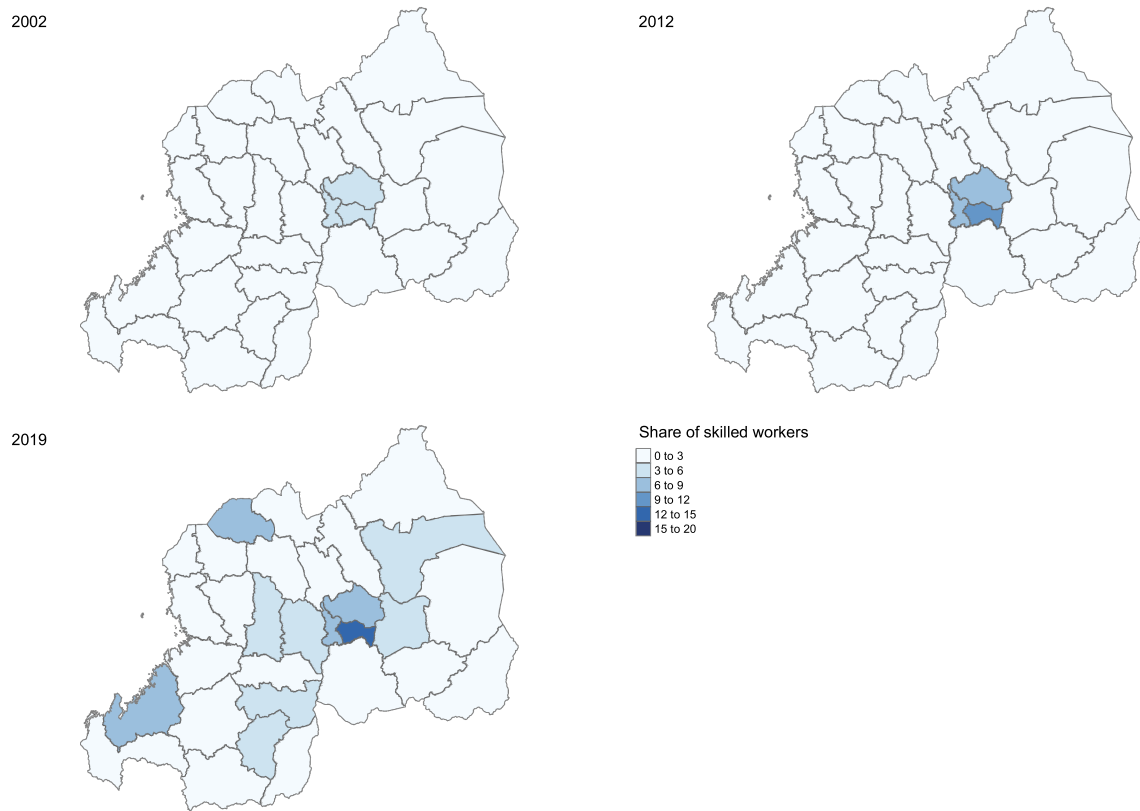 2002
2012
2019
Share of skilled workers
0 to 3
3 to 6
6 to 9
9 to 12
12 to 15
15 to 20